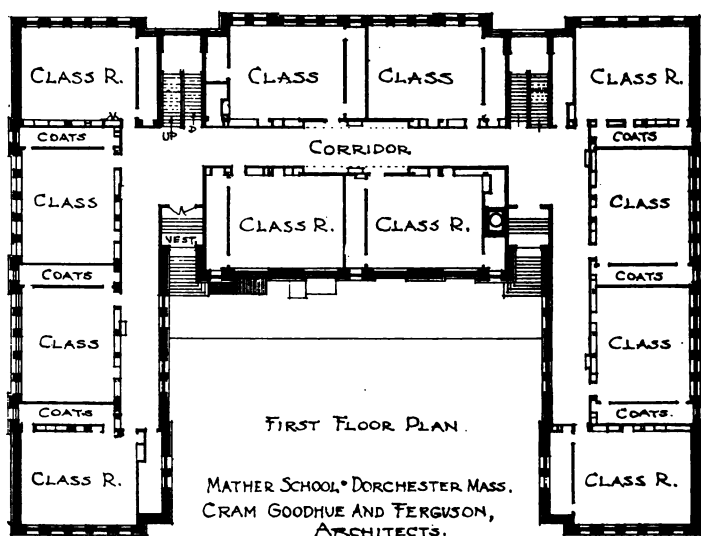 CLASS R.
CLASS
CLASS
CLASS R.
COATS
UP
D
CORRIDOR
COATS
CLASS
CLASS R.
CLASS R.
CLASS
VEST.
COATS
COATS
CLASS
CLASS
COATS
COATS.
CLASS R.
CLASS R.
FIRST FLOOR PLAN
MATHER SCHOOL • DORCHESTER MASS.
CRAM GOODHUE AND FERGUSON,
ARCHITECTS.